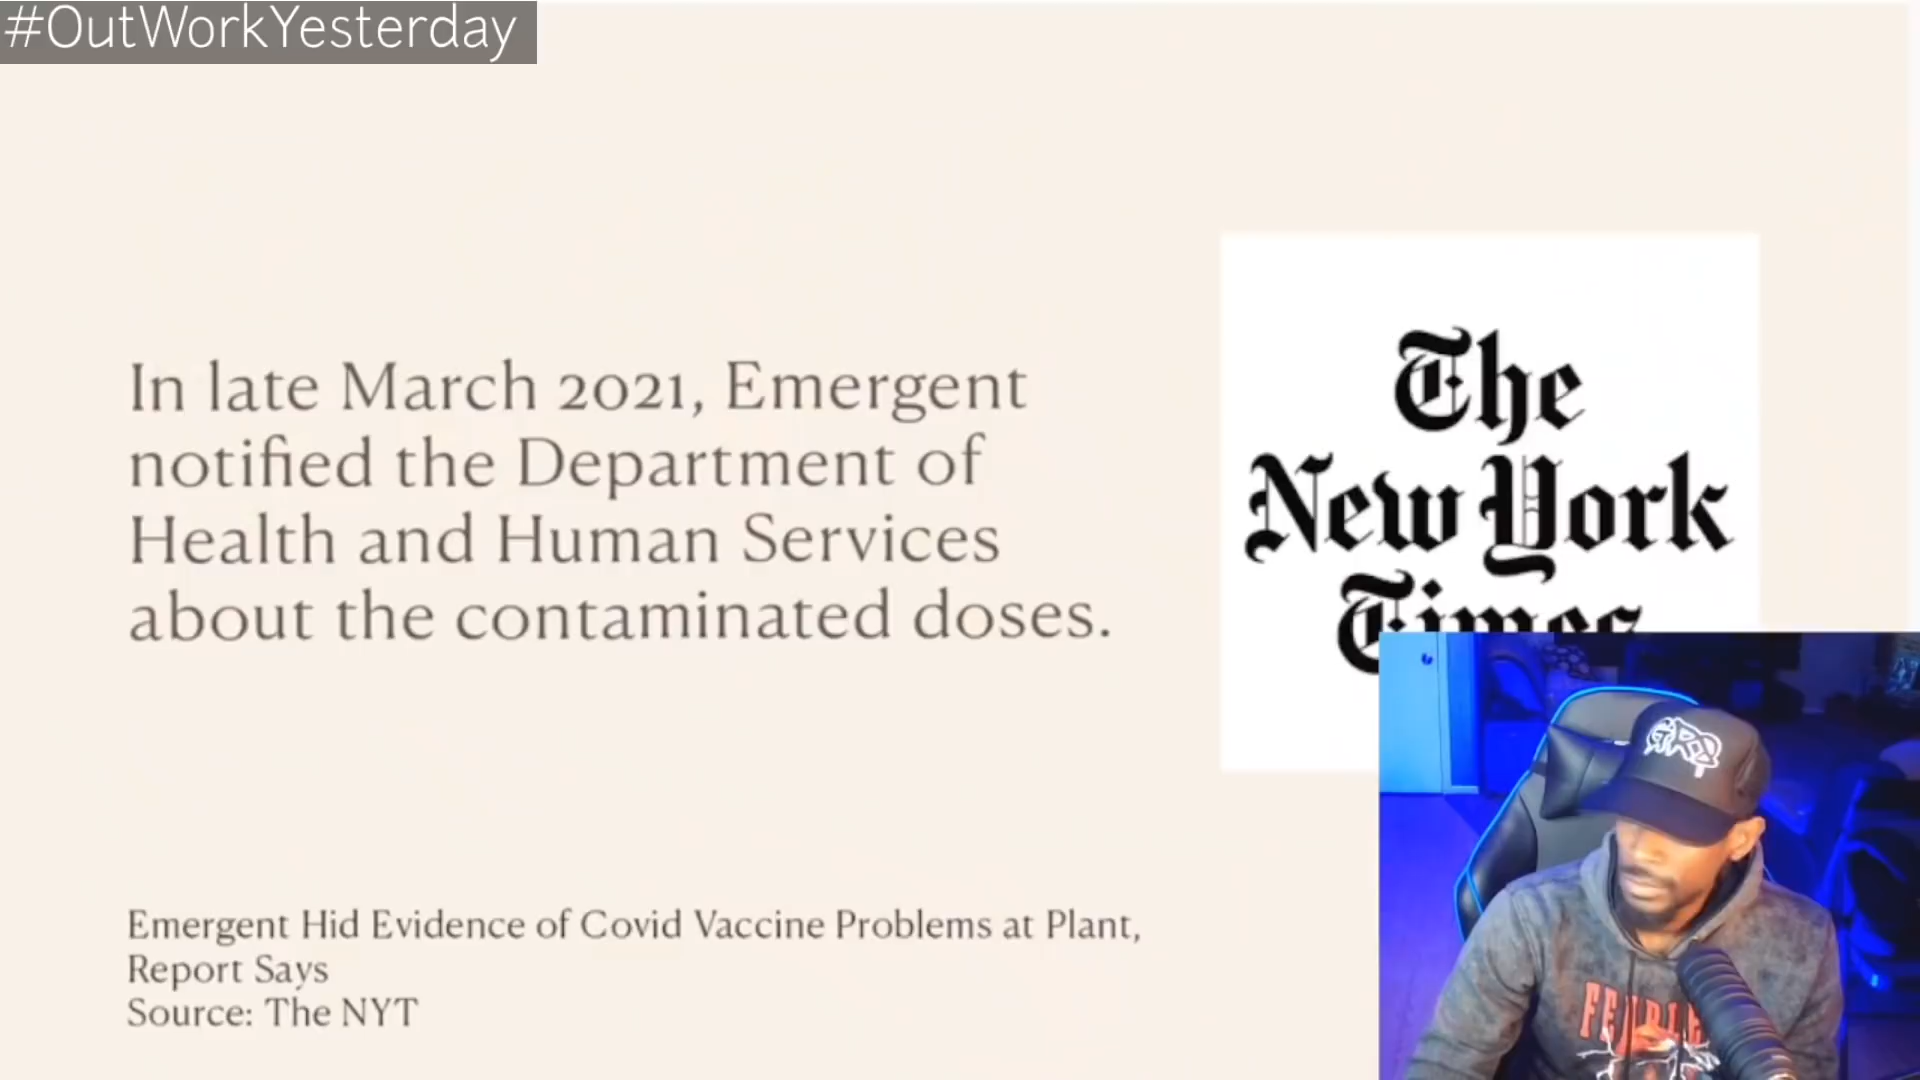 #OutWorkYesterday
In late March 2021, Emergent
notified the Department of
Health and Human Services
about the contaminated doses.
The
New York
Times
Emergent Hid Evidence of Covid Vaccine Problems at Plant,
Report Says
Source: The NYT